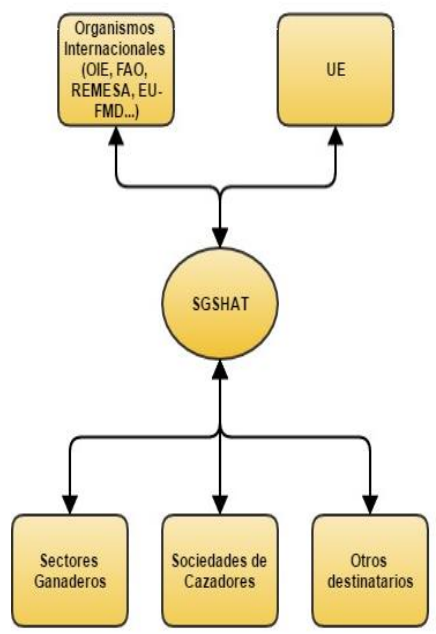 Organismos
Internacionales
(OIE, FAO,
REMESA, EU-
FMD...)
UE
SGSHAT
Sectores
Ganaderos
Sociedades de
Cazadores
Otros
destinatarios